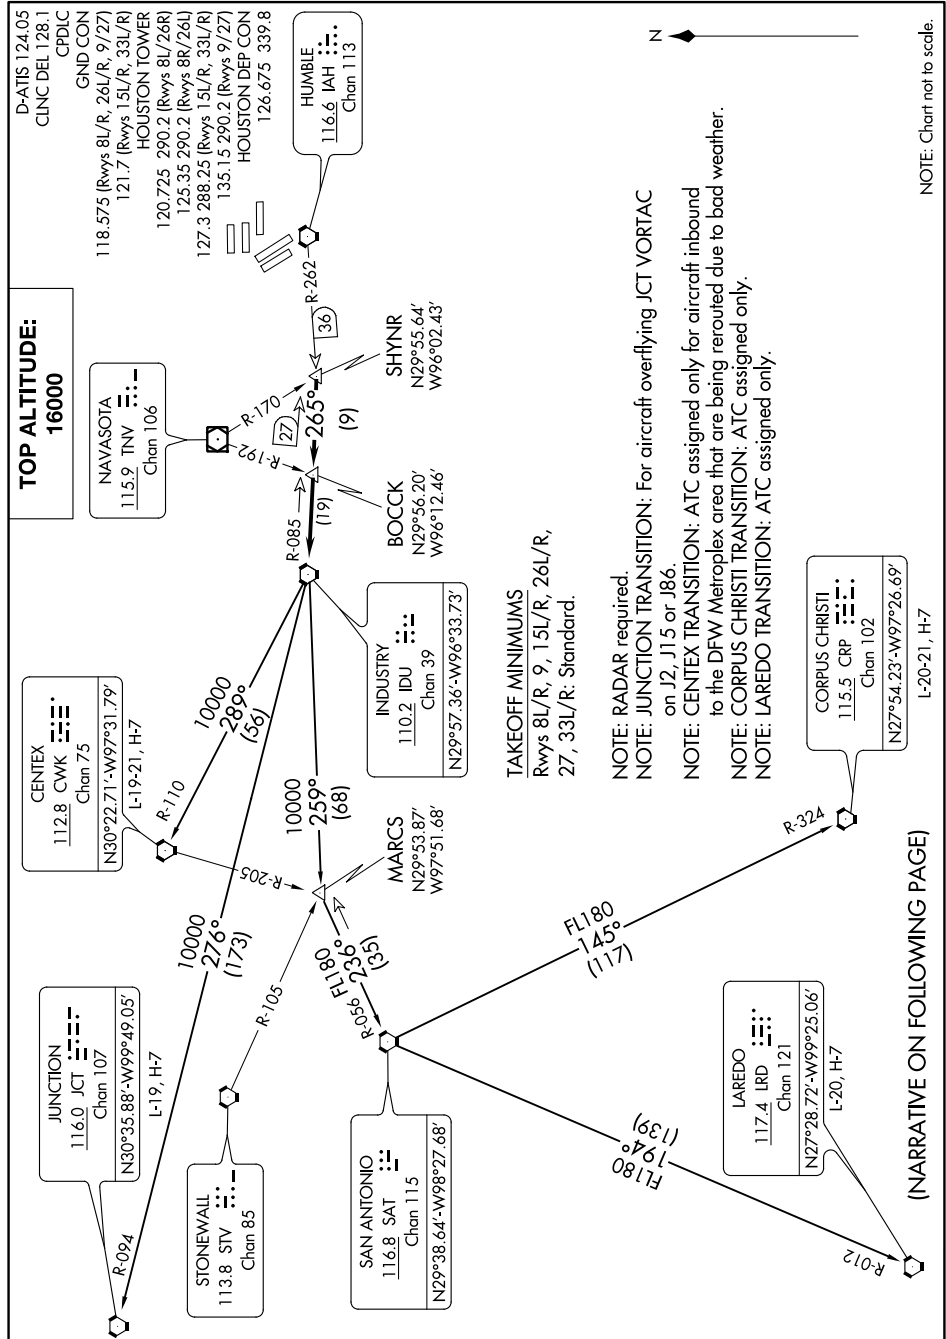 D-ATIS 124.05
CLNC DEL 128.1
CPDLC
GND CON
118.575 (Rwys 8L/R, 26L/R, 9/27)
121.7 (Rwys 15L/R, 33L/R)
HOUSTON TOWER
120.725 290.2 (Rwys 8L/26R)
125.35 290.2 (Rwys 8R/26L)
127.3 288.25 (Rwys 15L/R, 33L/R)
135.15 290.2 (Rwys 9/27)
HOUSTON DEP CON
126.675 339.8
TOP ALTITUDE:
16000
HUMBLE
116.6 IAH
Chan 113
N
NAVASOTA
115.9 TNV
Chan 106
R-262
36
R-170
R-192
27
265°
(9)
SHYNR
N29°55.64'
W96°02.43'
BOCCK
N29°56.20'
W96°12.46'
R-085
(19)
INDUSTRY
110.2 IDU
Chan 39
N29°57.36'-W96°33.73'
CENTEX
112.8 CWK
Chan 75
N30°22.71'-W97°31.79'
L-19-21, H-7
10000
289°
(56)
R-110
R-205
10000
259°
(68)
MARCS
N29°53.87'
W97°51.68'
10000
276°
(173)
JUNCTION
116.0 JCT
Chan 107
N30°35.88'-W99°49.05'
L-19, H-7
R-094
STONEWALL
113.8 STV
Chan 85
R-105
R-056
FL180
236°
(35)
SAN ANTONIO
116.8 SAT
Chan 115
N29°38.64'-W98°27.68'
FL180
145°
(117)
R-324
CORPUS CHRISTI
115.5 CRP
Chan 102
N27°54.23'-W97°26.69'
L-20-21, H-7
FL180
194°
(139)
R-012
LAREDO
117.4 LRD
Chan 121
N27°28.72'-W99°25.06'
L-20, H-7
TAKEOFF MINIMUMS
Rwys 8L/R, 9, 15L/R, 26L/R,
27, 33L/R: Standard.
NOTE: RADAR required.
NOTE: JUNCTION TRANSITION: For aircraft overflying JCT VORTAC
on J2, J15 or J86.
NOTE: CENTEX TRANSITION: ATC assigned only for aircraft inbound
to the DFW Metroplex area that are being rerouted due to bad weather.
NOTE: CORPUS CHRISTI TRANSITION: ATC assigned only.
NOTE: LAREDO TRANSITION: ATC assigned only.
(NARRATIVE ON FOLLOWING PAGE)
NOTE: Chart not to scale.